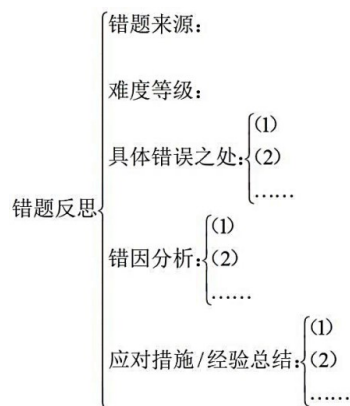 错题来源：
难度等级：
(1)
具体错误之处：(2)
……
错题反思
(1)
错因分析：(2)
……
(1)
应对措施/经验总结：(2)
……